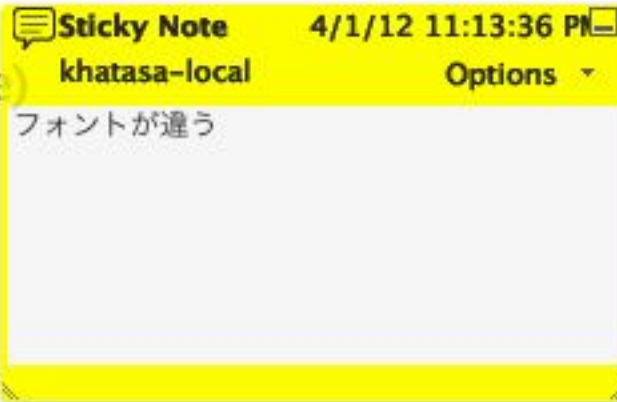 Sticky Note 4/1/12 11:13:36 PM
khatasa-local Options
フォントが違う